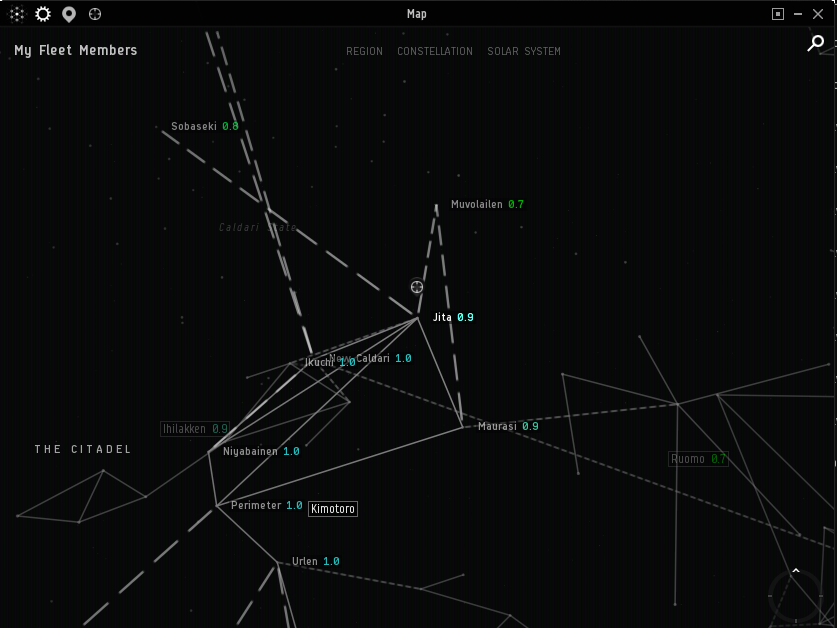 Map
My Fleet Members
REGION CONSTELLATION SOLAR SYSTEM
Sobaseki 0.8
Muvolailen 0.7
Caldari State
Jita 0.9
New Caldari 1.0
Ikuchi 1.0
Maurasi 0.9
Ihilakken 0.9
THE CITADEL
Niyabainen 1.0
Ruomo 0.7
Perimeter 1.0
Kimotoro
Urlen 1.0